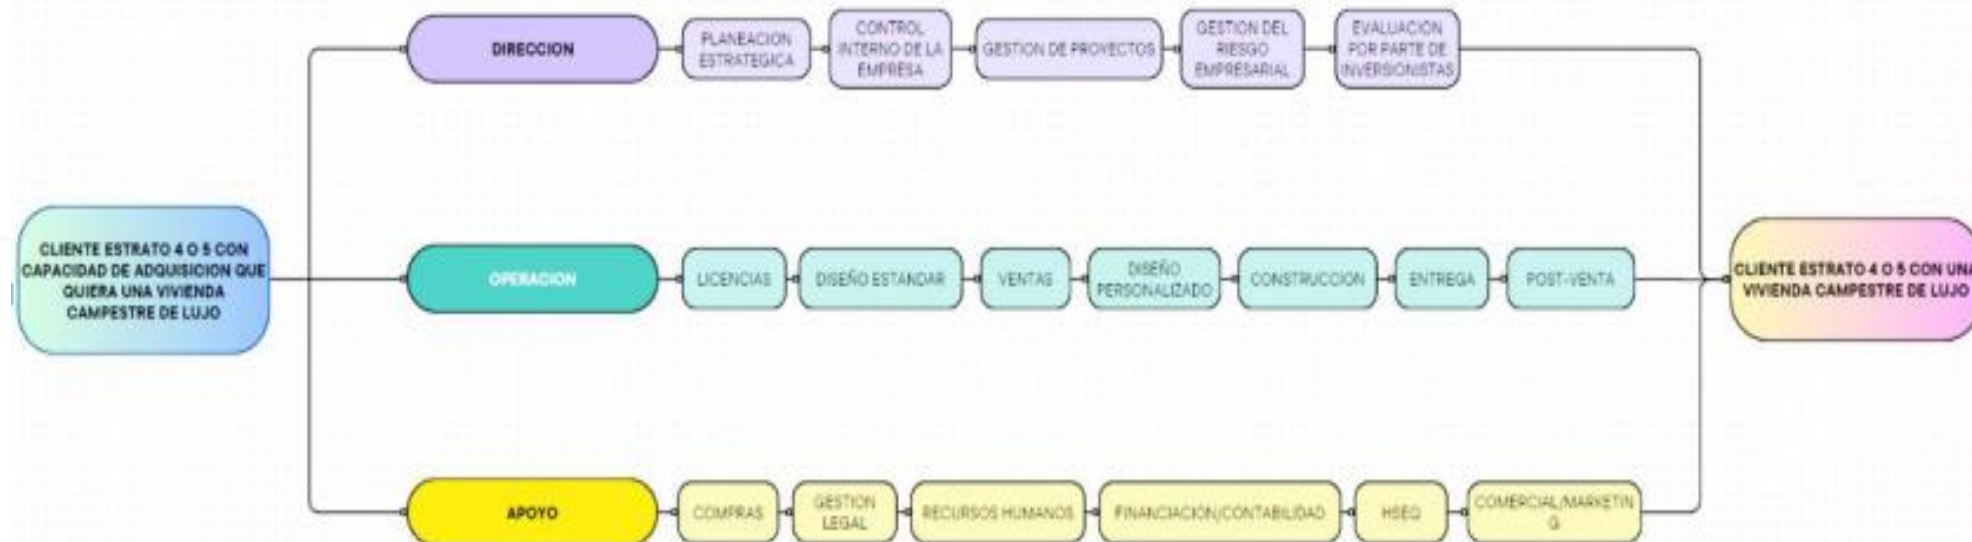 CLIENTE ESTRATO 4 O 5 CON
CAPACIDAD DE ADQUISICION QUE
QUIERA UNA VIVIENDA
CAMPESTRE DE LUJO
DIRECCION
PLANEACION
ESTRATEGICA
CONTROL
INTERNO DE LA
EMPRESA
GESTION DE PROYECTOS
GESTION DEL
RIESGO
EMPRESARIAL
EVALUACION
POR PARTE DE
INVERSIONISTAS
OPERACION
LICENCIAS
DISEÑO ESTANDAR
VENTAS
DISEÑO
PERSONALIZADO
CONSTRUCCION
ENTREGA
POST-VENTA
APOYO
COMPRAS
GESTION
LEGAL
RECURSOS HUMANOS
FINANCIACION/CONTABILIDAD
HSEQ
COMERCIAL/MARKETIN
G
CLIENTE ESTRATO 4 O 5 CON UNA
VIVIENDA CAMPESTRE DE LUJO